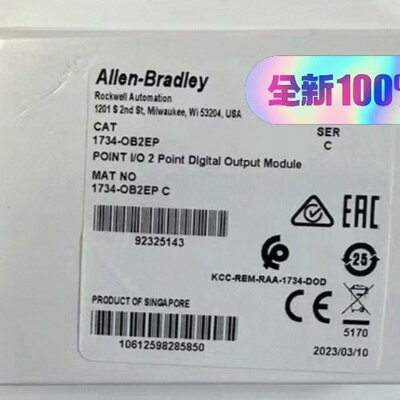 Allen-Bradley
Rockwell Automation
1201 S 2nd St, Milwaukee, WI 53204, USA
CAT
1734-OB2EP
SER
C
POINT I/O 2 Point Digital Output Module
MAT NO
1734-OB2EP C
92325143
EAC
25
KCC-REM-RAA-1734-DOD
PRODUCT OF SINGAPORE
10612598285850
CE
5170
2023/03/10
全新100%